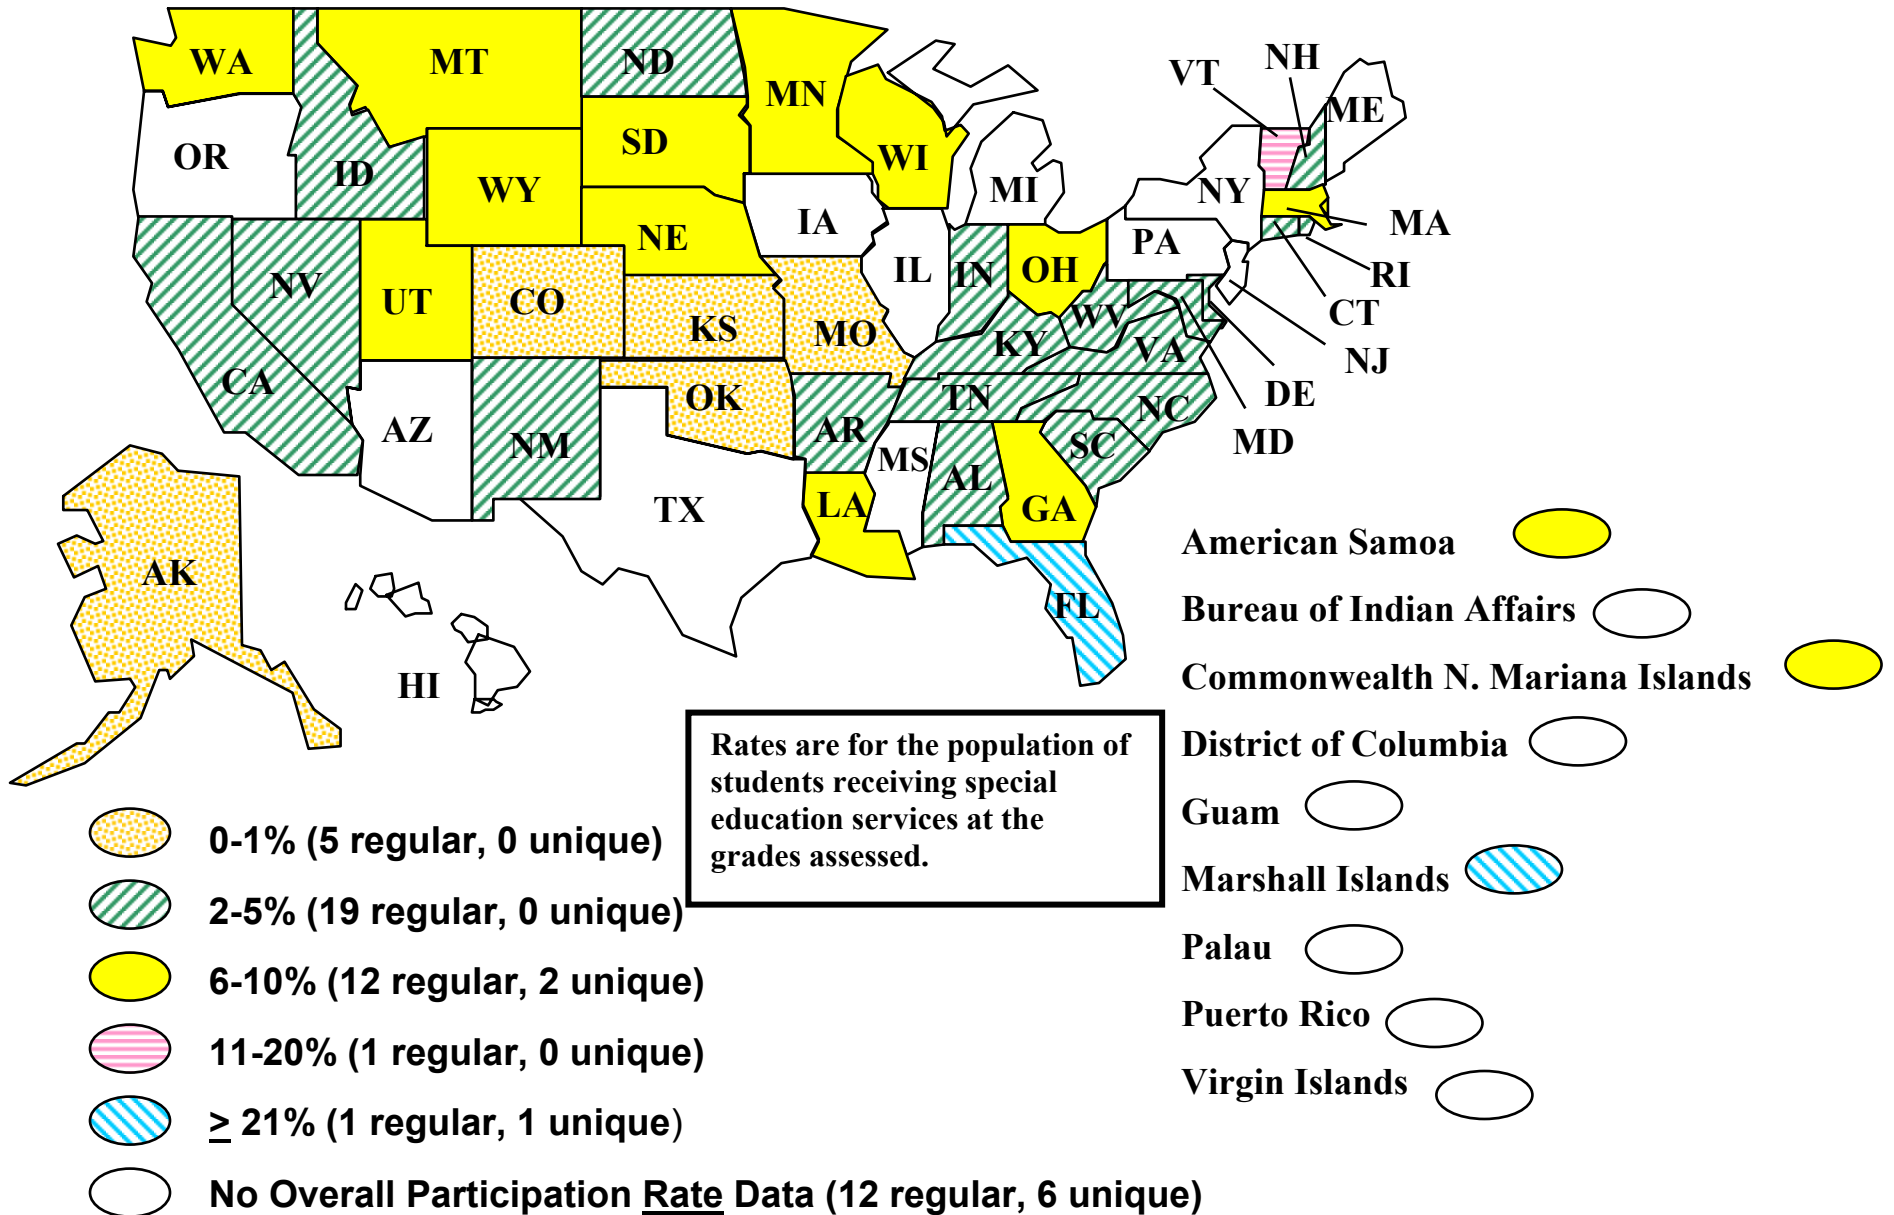 WA
MT
ND
MN
VT
NH
ME
OR
ID
WY
SD
WI
MI
NY
MA
IA
NE
PA
RI
NV
UT
CO
KS
MO
IL
IN
OH
WV
KY
VA
CT
NJ
DE
MD
CA
AZ
NM
OK
AR
TN
NC
SC
MS
AL
GA
TX
LA
FL
AK
HI
American Samoa
Bureau of Indian Affairs
Commonwealth N. Mariana Islands
District of Columbia
Guam
Marshall Islands
Palau
Puerto Rico
Virgin Islands
Rates are for the population of
students receiving special
education services at the
grades assessed.
0-1% (5 regular, 0 unique)
2-5% (19 regular, 0 unique)
6-10% (12 regular, 2 unique)
11-20% (1 regular, 0 unique)
≥ 21% (1 regular, 1 unique)
No Overall Participation Rate Data (12 regular, 6 unique)